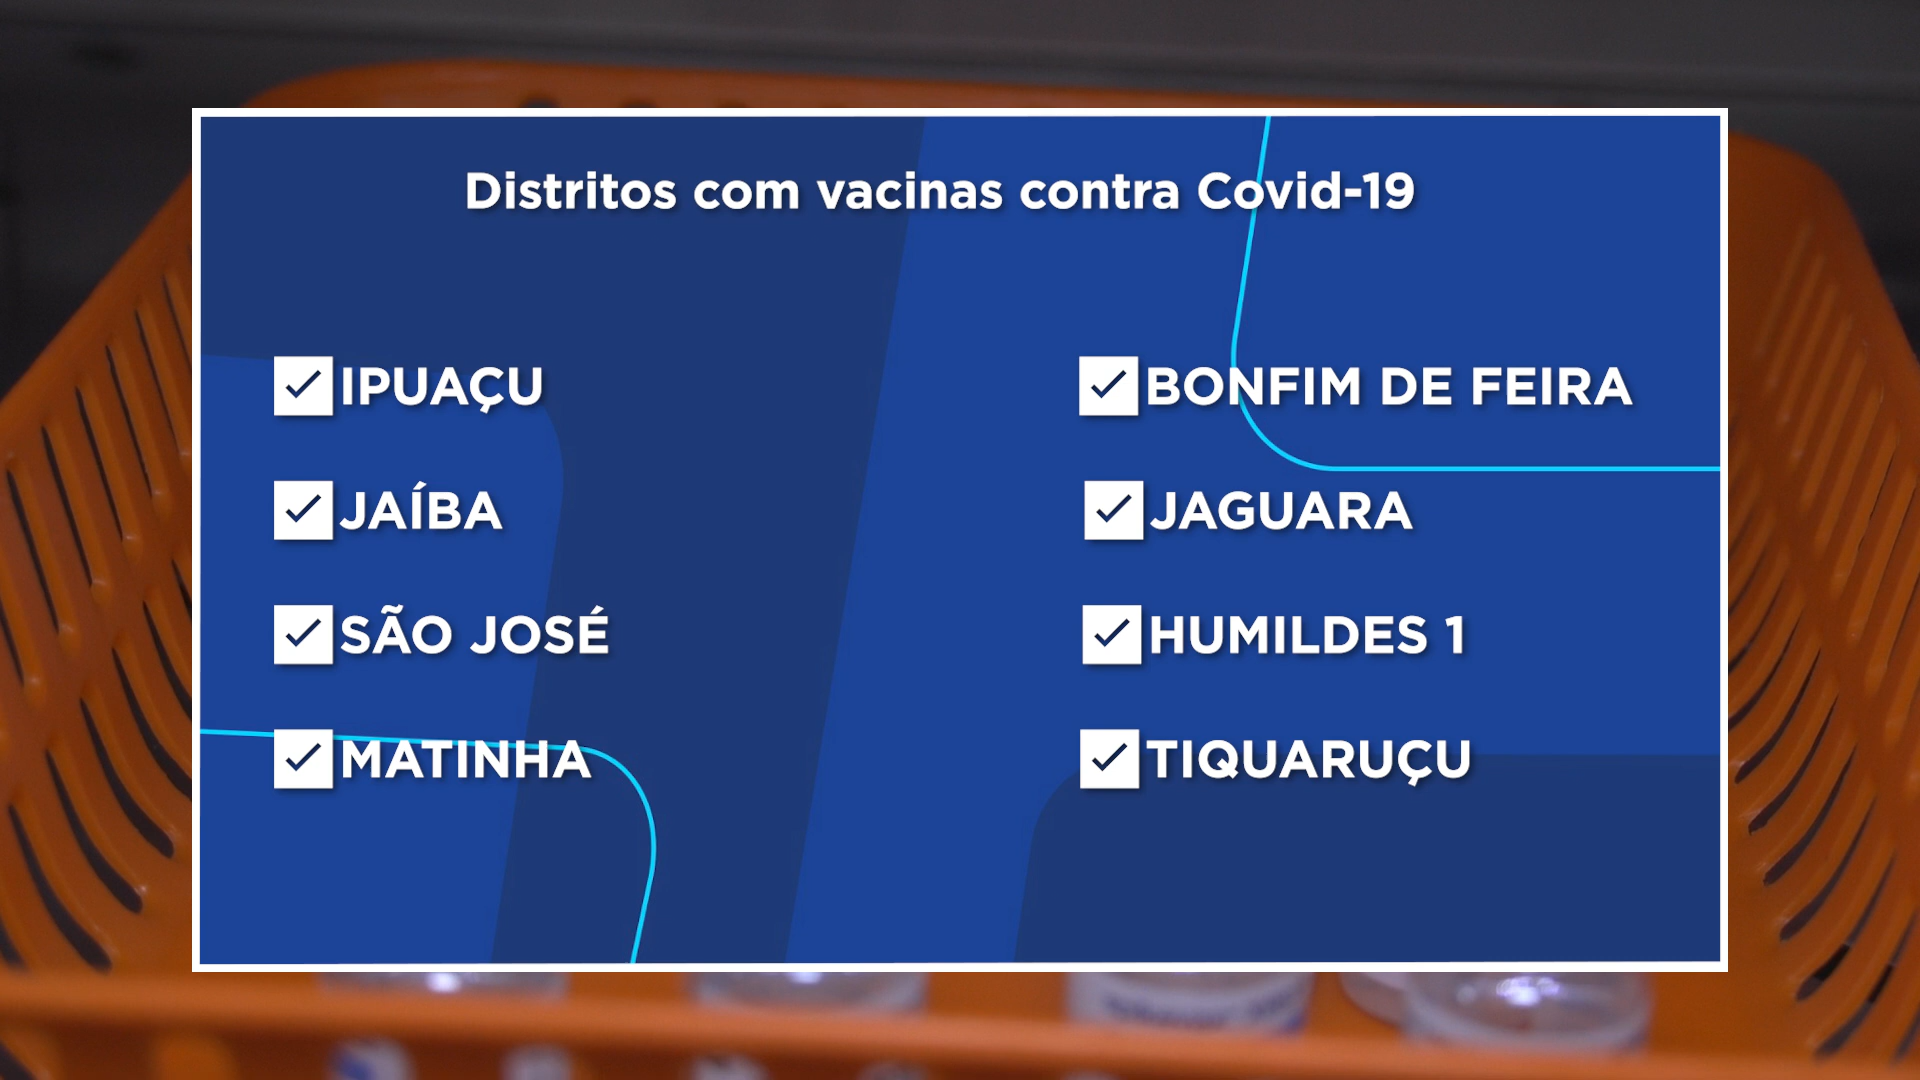 Distritos com vacinas contra Covid-19
IPUAÇU
JAÍBA
SÃO JOSÉ
MATINHA
BONFIM DE FEIRA
JAGUARA
HUMILDES 1
TIQUARUÇU